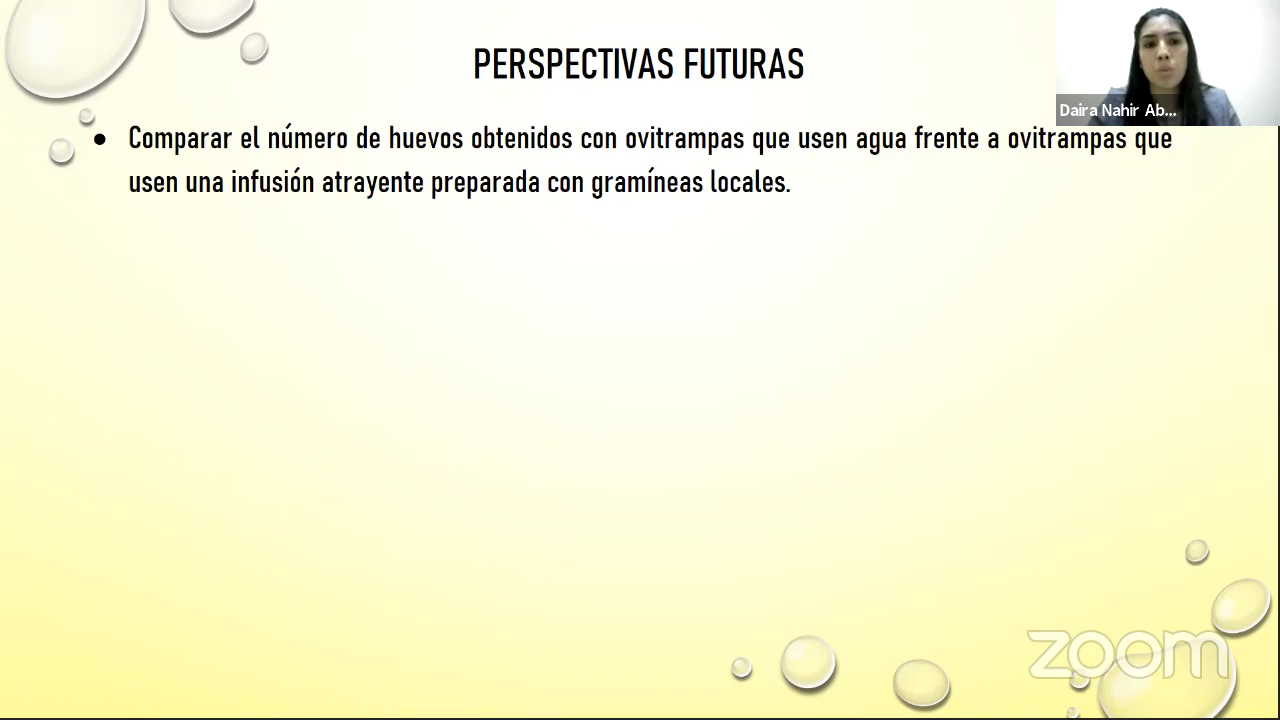 PERSPECTIVAS FUTURAS
Daira Nahir Ab...
• Comparar el número de huevos obtenidos con ovitrampas que usen agua frente a ovitrampas que
usen una infusión atrayente preparada con gramíneas locales.
zoom